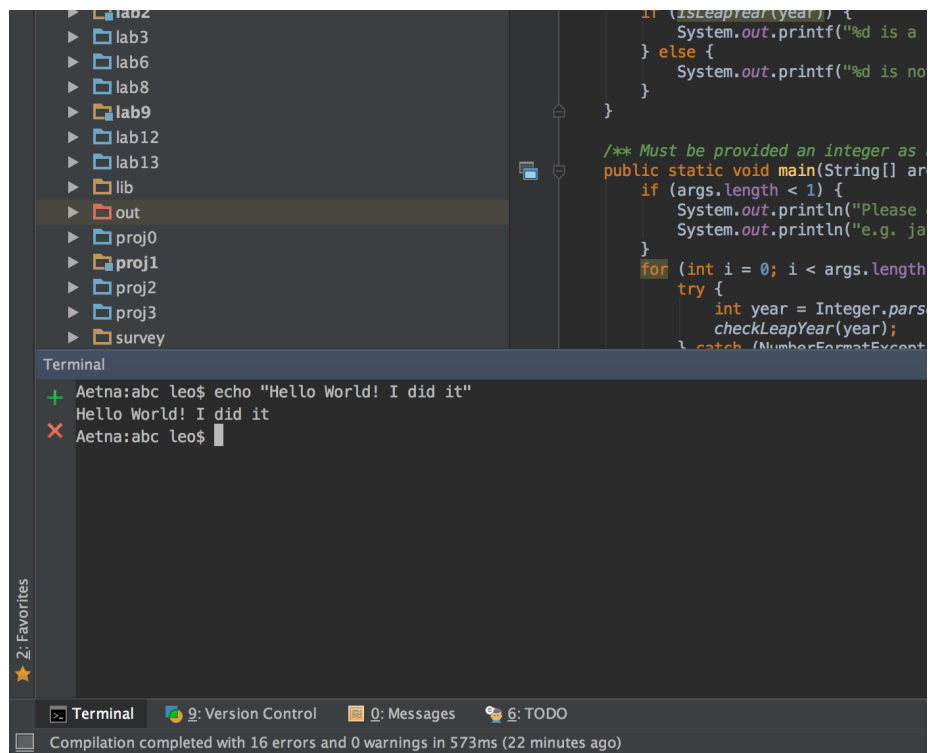 lab2
lab3
lab6
lab8
lab9
lab12
lab13
lib
out
proj0
proj1
proj2
proj3
survey
if (isLeapYear(year)) {
System.out.printf("%d is a
} else {
System.out.printf("%d is no
}
}
/** Must be provided an integer as
public static void main(String[] ar
if (args.length < 1) {
System.out.println("Please
System.out.println("e.g. ja
}
for (int i = 0; i < args.length
try {
int year = Integer.pars
checkLeapYear(year);
} catch (NumberFormatExcept
Terminal
Aetna:abc leo$ echo "Hello World! I did it"
Hello World! I did it
Aetna:abc leo$
2: Favorites
Terminal 9: Version Control 0: Messages 6: TODO
Compilation completed with 16 errors and 0 warnings in 573ms (22 minutes ago)